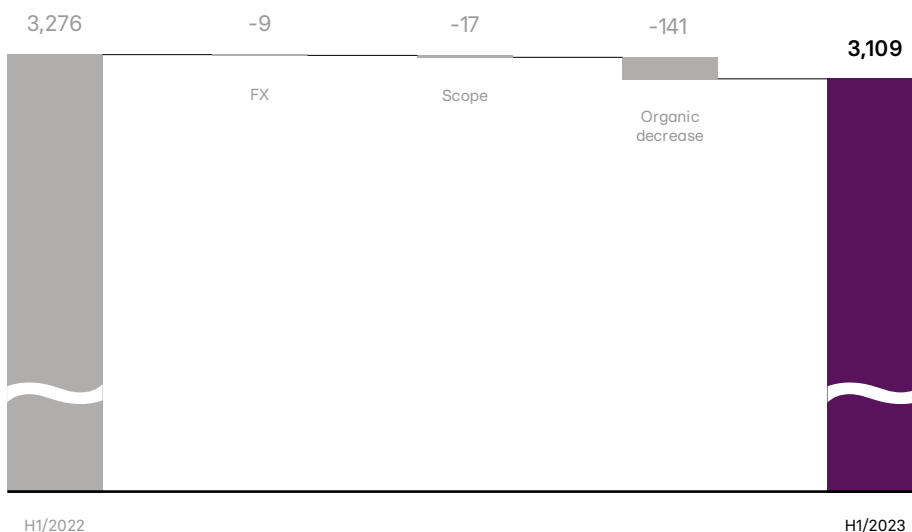 3,276
-9
-17
-141
3,109
FX
Scope
Organic
decrease
H1/2022
H1/2023